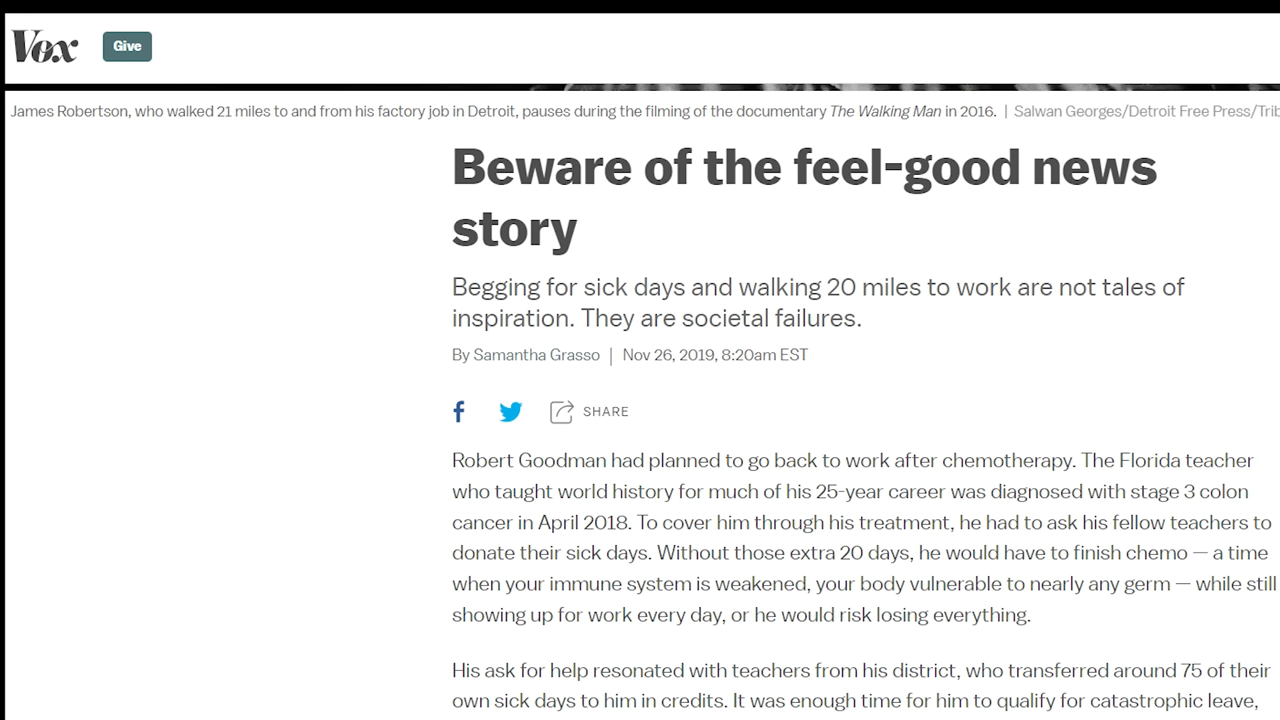 Vox
Give
James Robertson, who walked 21 miles to and from his factory job in Detroit, pauses during the filming of the documentary The Walking Man in 2016. | Salwan Georges/Detroit Free Press/Trib
Beware of the feel-good news
story
Begging for sick days and walking 20 miles to work are not tales of
inspiration. They are societal failures.
By Samantha Grasso | Nov 26, 2019, 8:20am EST
SHARE
Robert Goodman had planned to go back to work after chemotherapy. The Florida teacher
who taught world history for much of his 25-year career was diagnosed with stage 3 colon
cancer in April 2018. To cover him through his treatment, he had to ask his fellow teachers to
donate their sick days. Without those extra 20 days, he would have to finish chemo — a time
when your immune system is weakened, your body vulnerable to nearly any germ — while still
showing up for work every day, or he would risk losing everything.
His ask for help resonated with teachers from his district, who transferred around 75 of their
own sick days to him in credits. It was enough time for him to qualify for catastrophic leave,